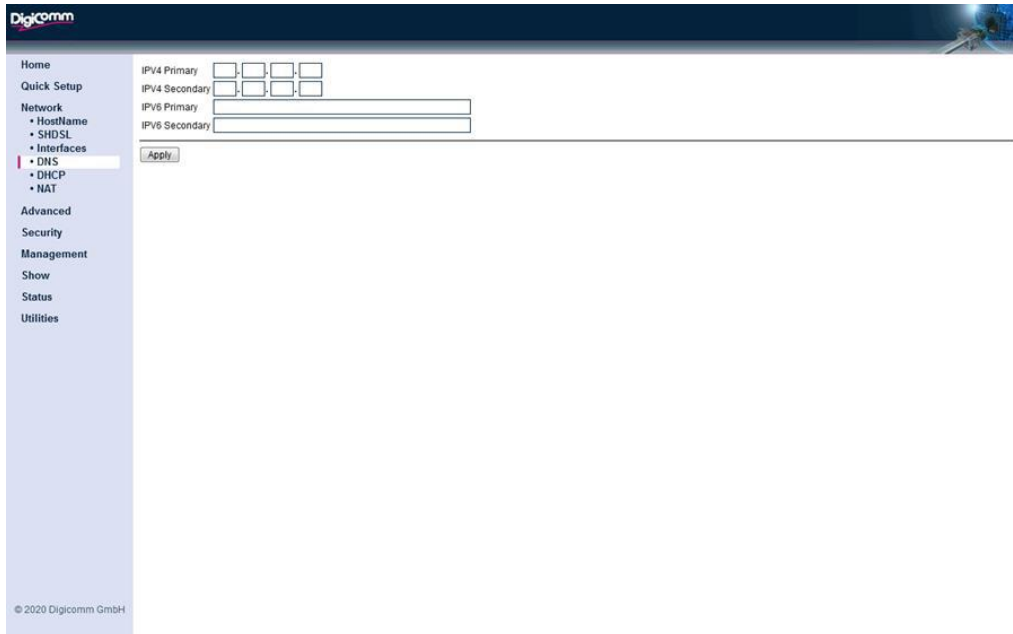 Digicomm
Home
Quick Setup
Network
• HostName
• SHDSL
• Interfaces
• DNS
• DHCP
• NAT
Advanced
Security
Management
Show
Status
Utilities
© 2020 Digicomm GmbH
IPV4 Primary . . .
IPV4 Secondary . . .
IPV6 Primary
IPV6 Secondary
Apply